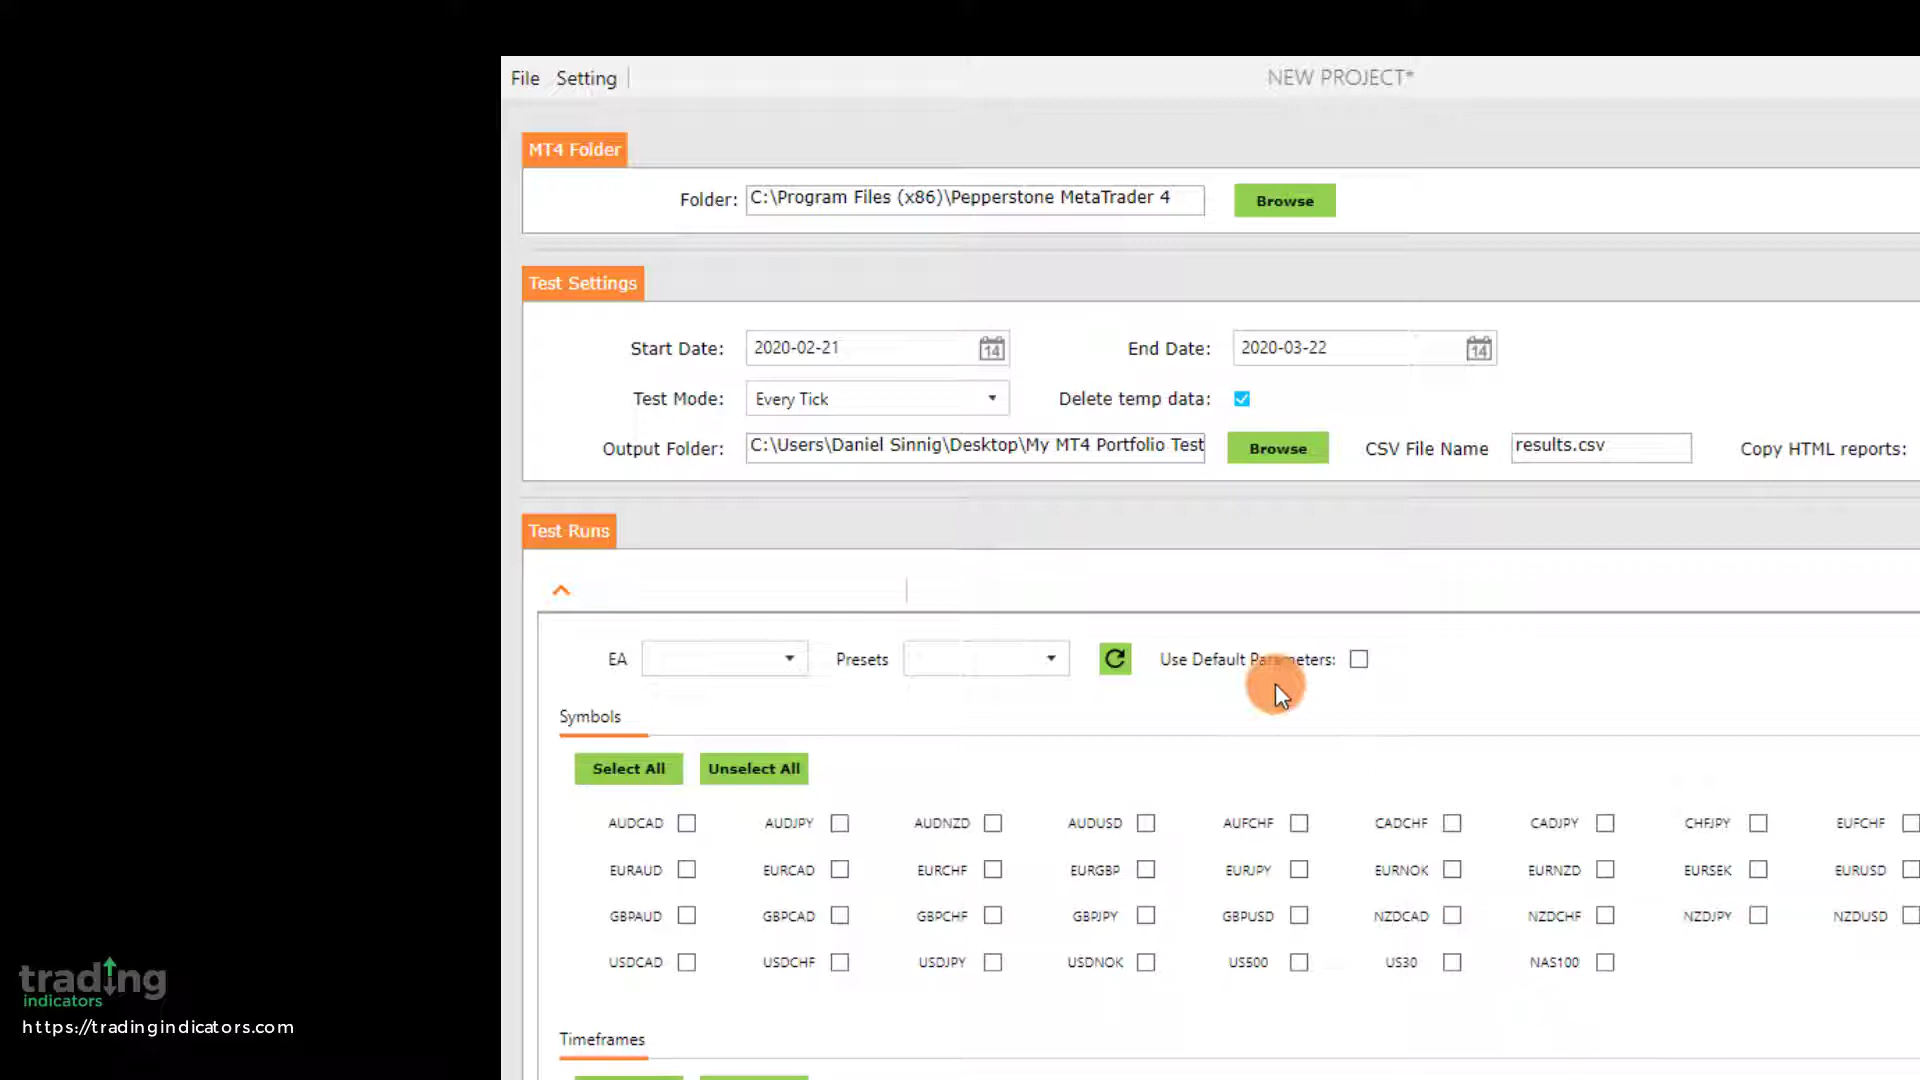 File Setting NEW PROJECT*
MT4 Folder
Folder: C:\Program Files (x86)\Pepperstone MetaTrader 4 Browse
Test Settings
Start Date: 2020-02-21 14 End Date: 2020-03-22 14
Test Mode: Every Tick Delete temp data:
Output Folder: C:\Users\Daniel Sinnig\Desktop\My MT4 Portfolio Test Browse CSV File Name results.csv Copy HTML reports:
Test Runs
EA Presets Use Default Parameters:
Symbols
Select All Unselect All
AUDCAD AUDJPY AUDNZD AUDUSD AUFCHF CADCHF CADJPY CHFJPY EUFCHF
EURAUD EURCAD EURCHF EURGBP EURJPY EURNOK EURNZD EURSEK EURUSD
GBPAUD GBPCAD GBPCHF GBPJPY GBPUSD NZDCAD NZDCHF NZDJPY NZDUSD
USDCAD USDCHF USDJPY USDNOK US500 US30 NAS100
Timeframes
trading
indicators
https://tradingindicators.com